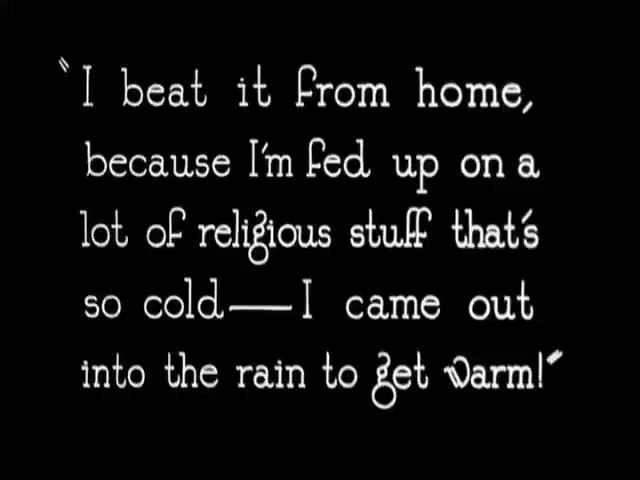 "I beat it from home,
because I'm fed up on a
lot of religious stuff that's
so cold—I came out
into the rain to get warm!"